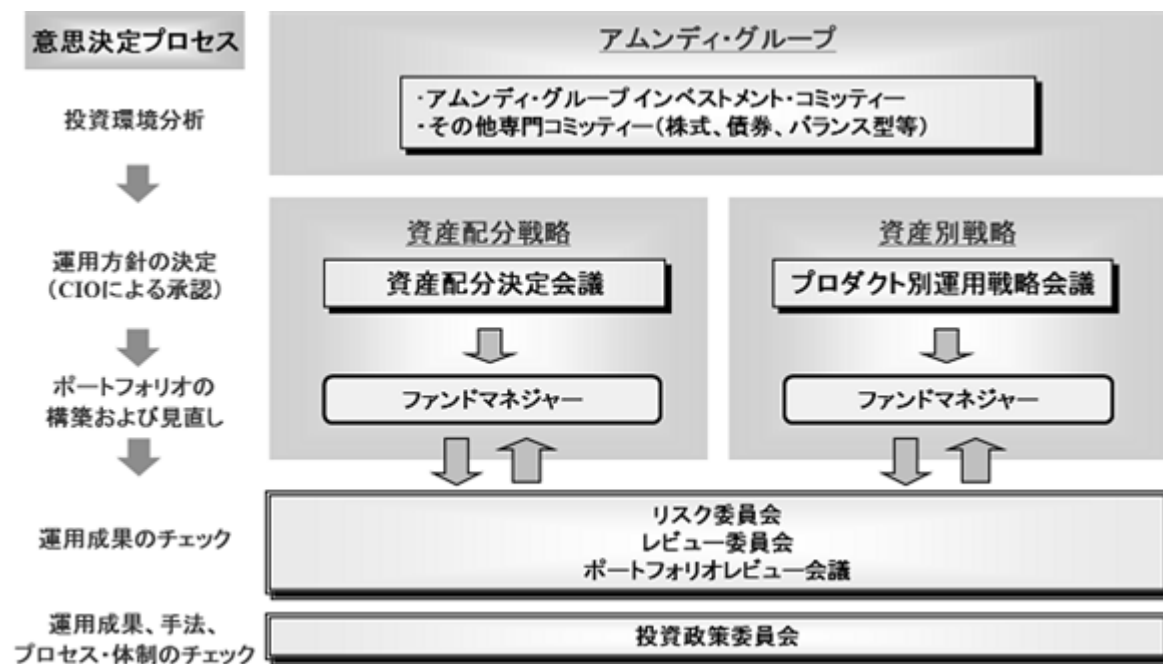 意思決定プロセス
アムンディ・グループ
投資環境分析
・アムンディ・グループ インベストメント・コミッティー
・その他専門コミッティー(株式、債券、バランス型等)
運用方針の決定
(CIOによる承認)
資産配分戦略
資産配分決定会議
資産別戦略
プロダクト別運用戦略会議
ポートフォリオの
構築および見直し
ファンドマネジャー
ファンドマネジャー
運用成果のチェック
リスク委員会
レビュー委員会
ポートフォリオレビュー会議
運用成果、手法、
プロセス・体制のチェック
投資政策委員会